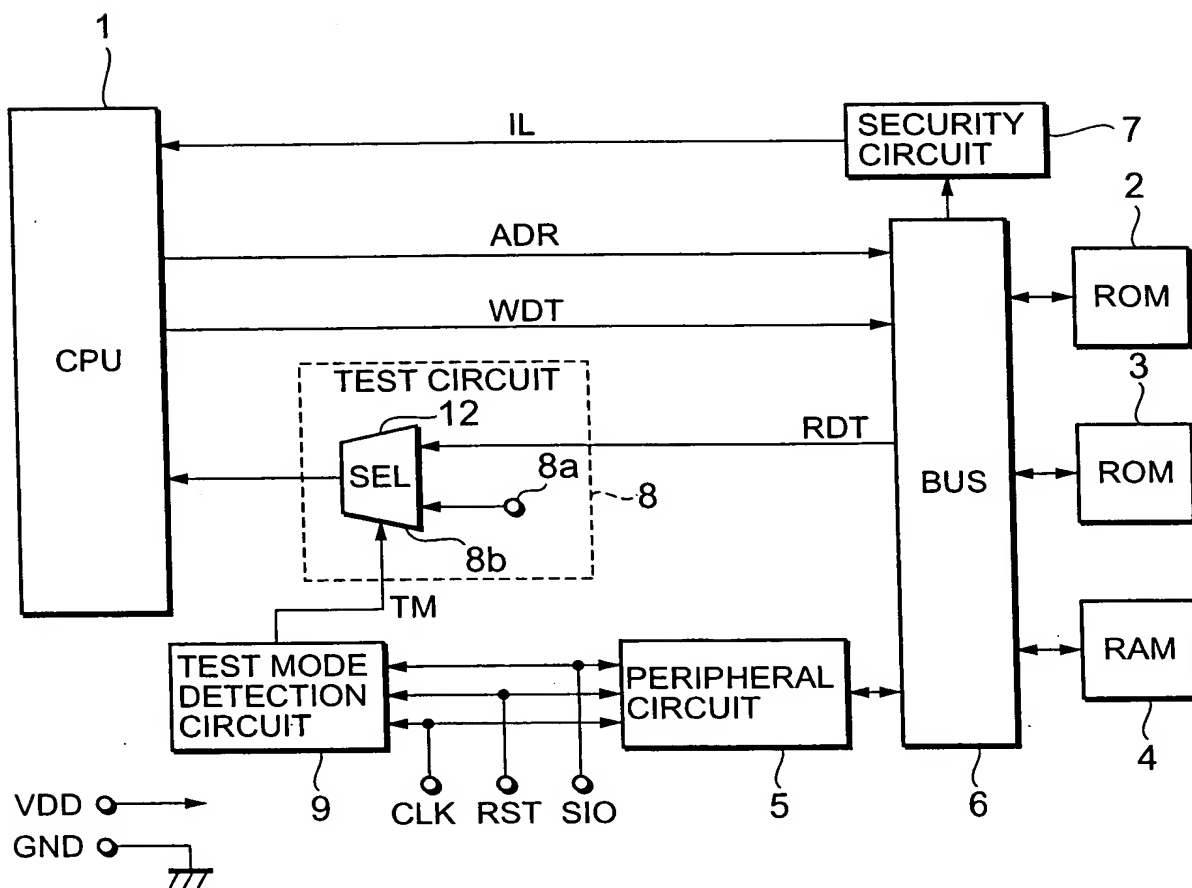 1
IL
SECURITY
CIRCUIT
7
2
ADR
ROM
WDT
CPU
TEST CIRCUIT
12
3
RDT
SEL
8a
8
BUS
ROM
8b
TM
TEST MODE
DETECTION
CIRCUIT
PERIPHERAL
CIRCUIT
RAM
4
9
CLK
RST
SIO
5
6
VDD
GND